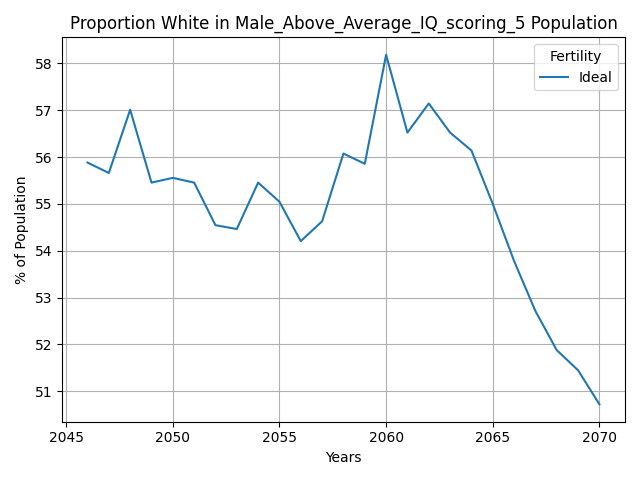 Proportion White in Male_Above_Average_IQ_scoring_5 Population
Fertility
Ideal
58
57
56
55
54
53
52
51
% of Population
2045
2050
2055
2060
2065
2070
Years